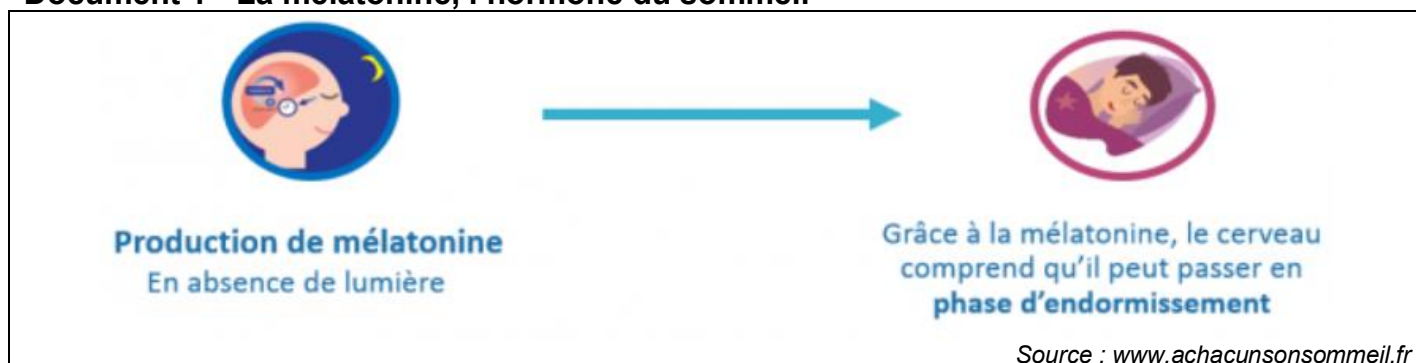 Production de mélatonine
En absence de lumière
Grâce à la mélatonine, le cerveau
comprend qu'il peut passer en
phase d'endormissement
Source : www.achacunsonsommeil.fr